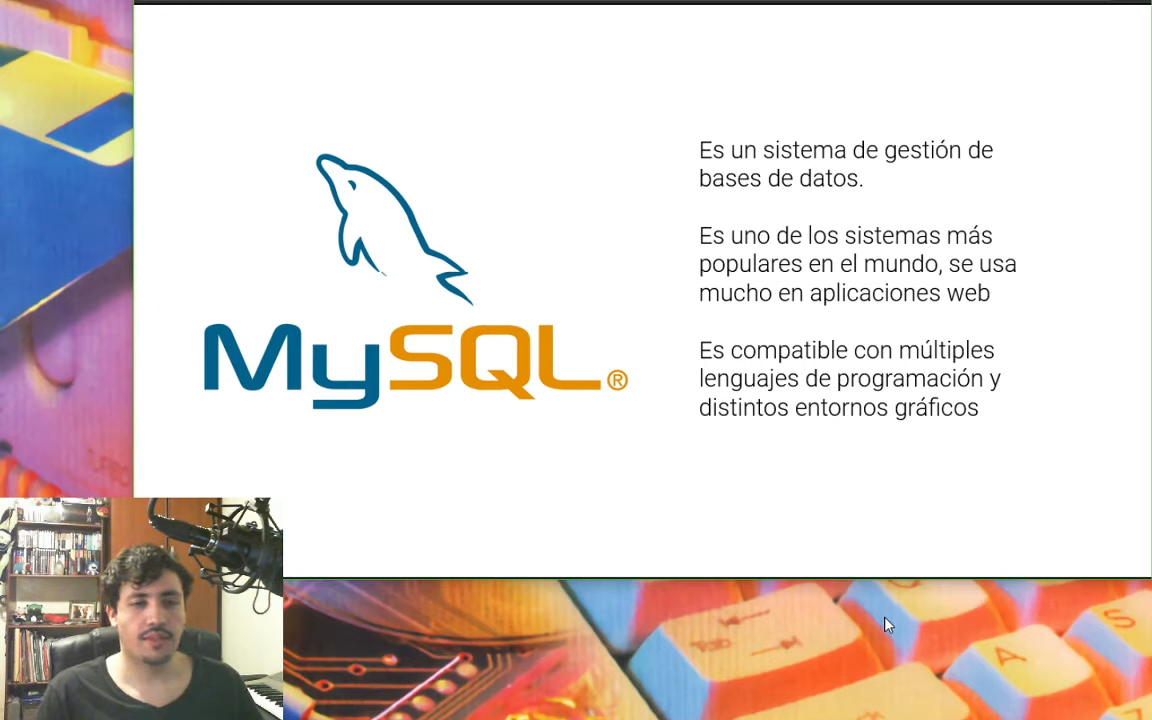 Es un sistema de gestión de
bases de datos.
Es uno de los sistemas más
populares en el mundo, se usa
mucho en aplicaciones web
Es compatible con múltiples
lenguajes de programación y
distintos entornos gráficos
MySQL®
Tab
A
S